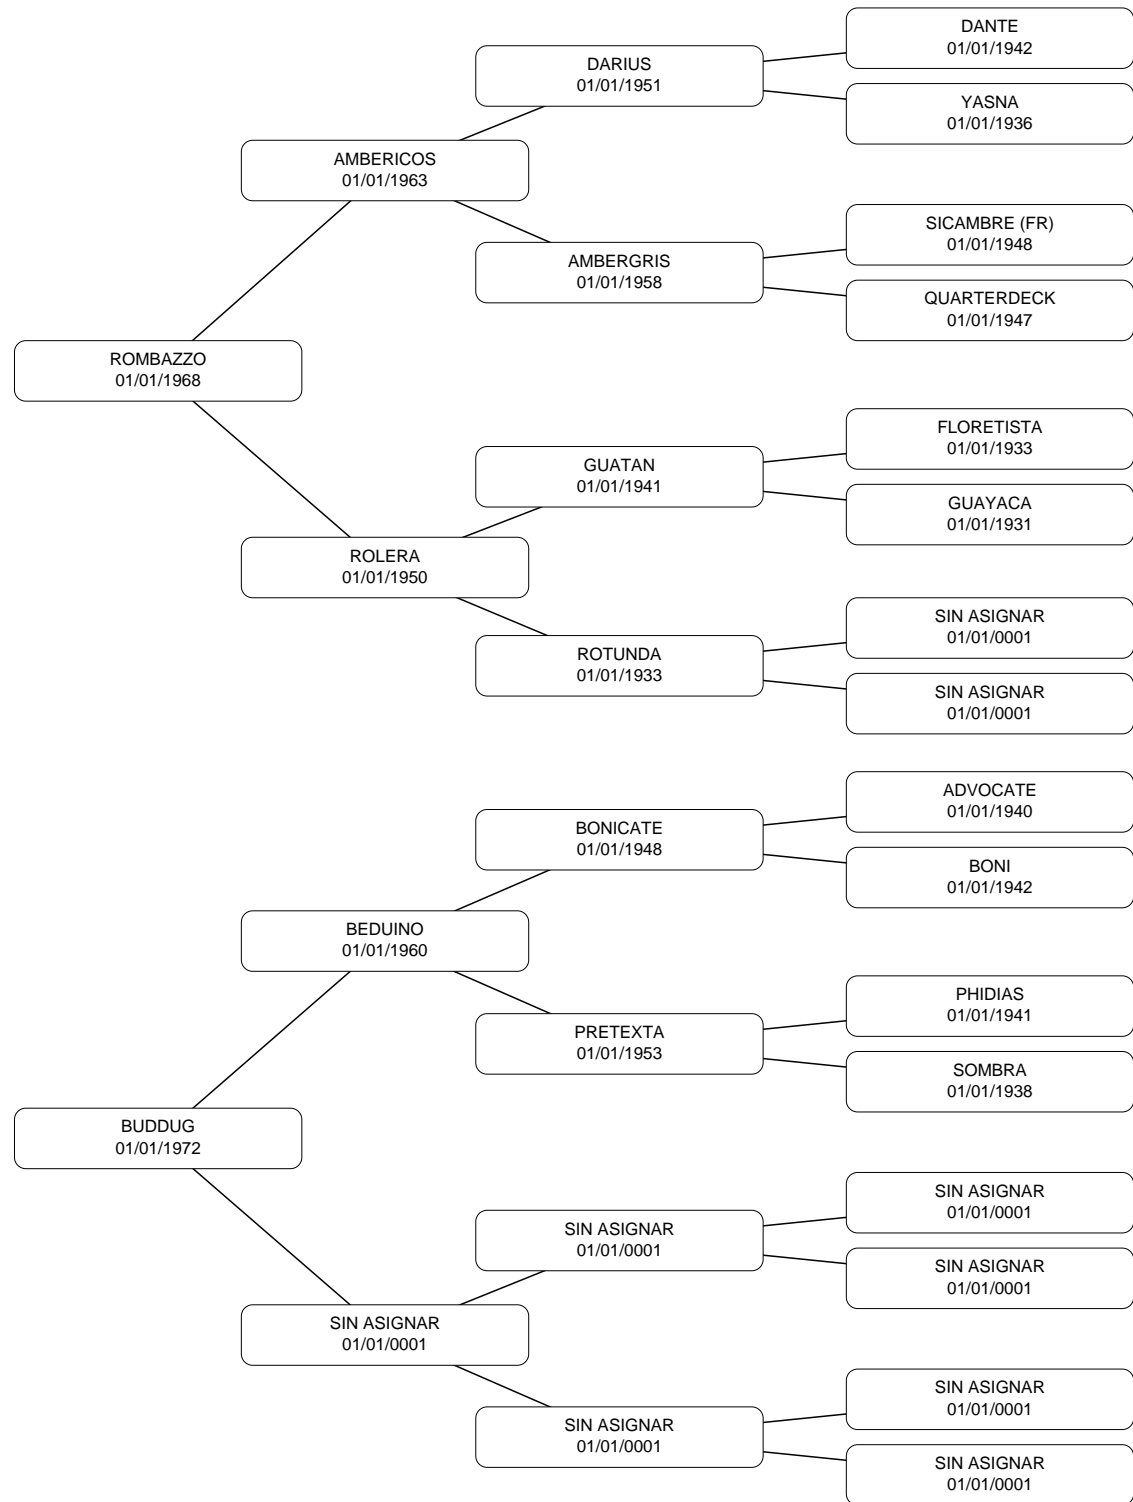 DANTE
01/01/1942
DARIUS
01/01/1951
YASNA
01/01/1936
AMBERICOS
01/01/1963
SICAMBRE (FR)
01/01/1948
AMBERGRIS
01/01/1958
QUARTERDECK
01/01/1947
ROMBAZZO
01/01/1968
FLORETISTA
01/01/1933
GUATAN
01/01/1941
GUAYACA
01/01/1931
ROLERA
01/01/1950
SIN ASIGNAR
01/01/0001
ROTUNDA
01/01/1933
SIN ASIGNAR
01/01/0001
ADVOCATE
01/01/1940
BONICATE
01/01/1948
BONI
01/01/1942
BEDUINO
01/01/1960
PHIDIAS
01/01/1941
PRETEXTA
01/01/1953
SOMBRA
01/01/1938
BUDDUG
01/01/1972
SIN ASIGNAR
01/01/0001
SIN ASIGNAR
01/01/0001
SIN ASIGNAR
01/01/0001
SIN ASIGNAR
01/01/0001
SIN ASIGNAR
01/01/0001
SIN ASIGNAR
01/01/0001
SIN ASIGNAR
01/01/0001